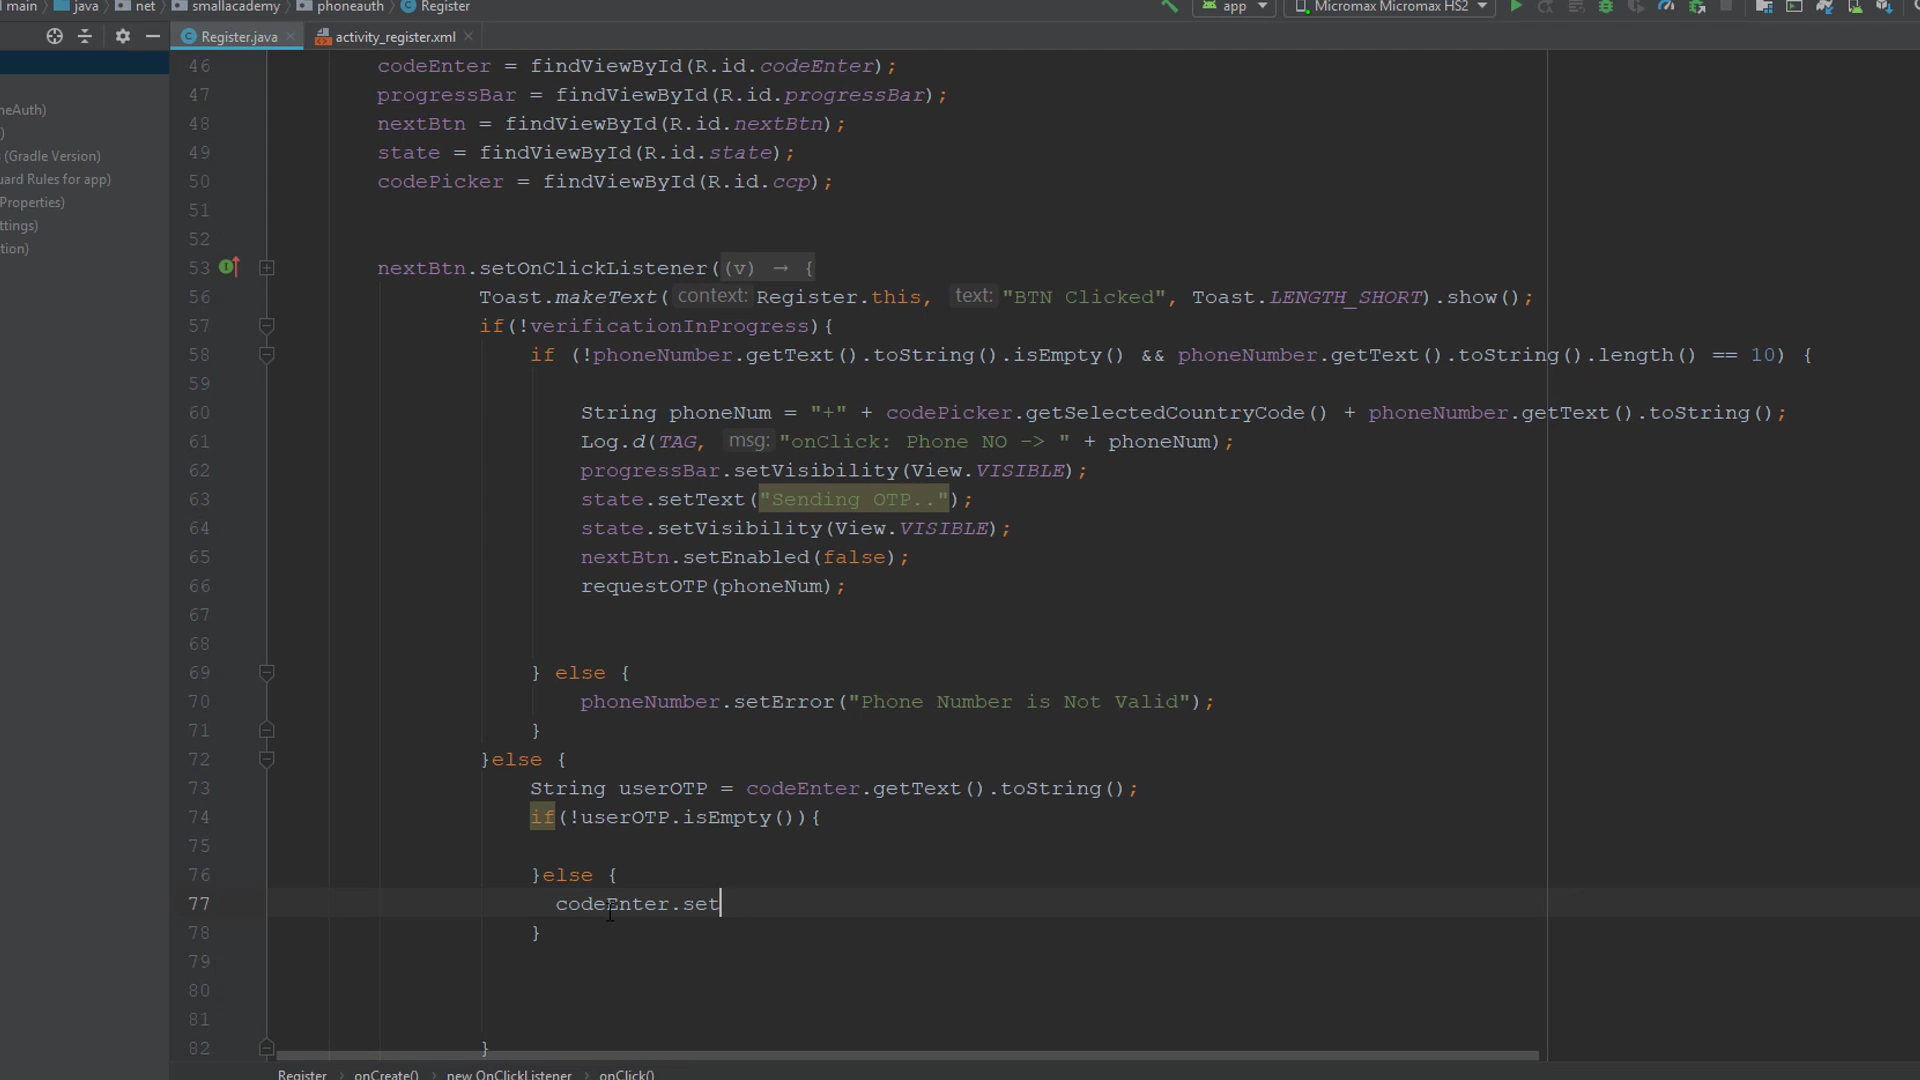 main java net smallacademy phoneauth Register app Micromax Micromax HS2
Register.java activity_register.xml
neAuth)
)
(Gradle Version)
uard Rules for app)
Properties)
ttings)
tion)
46 codeEnter = findViewById(R.id.codeEnter);
47 progressBar = findViewById(R.id.progressBar);
48 nextBtn = findViewById(R.id.nextBtn);
49 state = findViewById(R.id.state);
50 codePicker = findViewById(R.id.ccp);
51
52
53 nextBtn.setOnClickListener((v) → {
56 Toast.makeText( context: Register.this, text: "BTN Clicked", Toast.LENGTH_SHORT).show();
57 if(!verificationInProgress){
58 if (!phoneNumber.getText().toString().isEmpty() && phoneNumber.getText().toString().length() == 10) {
59
60 String phoneNum = "+" + codePicker.getSelectedCountryCode() + phoneNumber.getText().toString();
61 Log.d(TAG, msg: "onClick: Phone NO -> " + phoneNum);
62 progressBar.setVisibility(View.VISIBLE);
63 state.setText("Sending OTP..");
64 state.setVisibility(View.VISIBLE);
65 nextBtn.setEnabled(false);
66 requestOTP(phoneNum);
67
68
69 } else {
70 phoneNumber.setError("Phone Number is Not Valid");
71 }
72 }else {
73 String userOTP = codeEnter.getText().toString();
74 if(!userOTP.isEmpty()){
75
76 }else {
77 codeEnter.set
78 }
79
80
81
82 }
Register onCreate() new OnClickListener onClick()